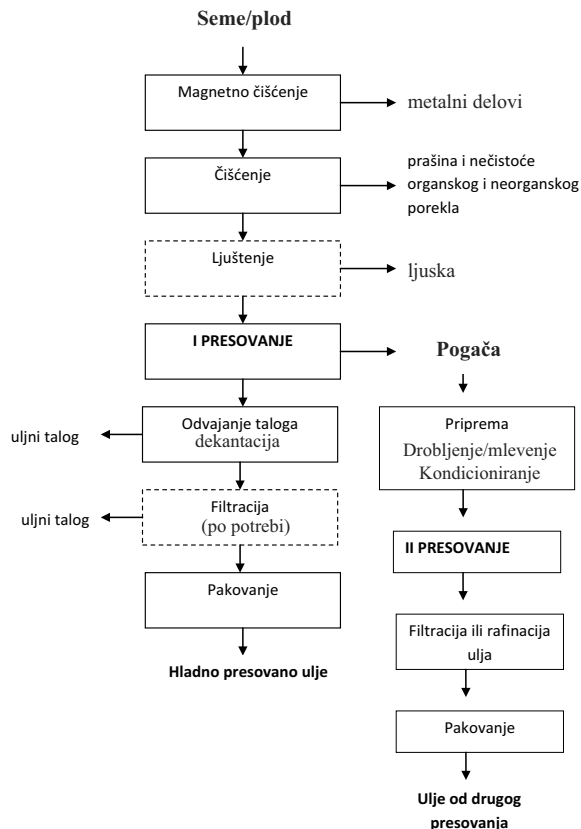 Seme/plod
Magnetno čišćenje
metalni delovi
Čišćenje
prašina i nečistoće
organskog i neorganskog
porekla
Ljuštenje
ljuska
I PRESOVANJE
Pogača
Odvajanje taloga
dekantacija
uljni talog
Filtracija
(po potrebi)
uljni talog
Pakovanje
Hladno presovano ulje
Priprema
Drobljenje/mlevenje
Kondicioniranje
II PRESOVANJE
Filtracija ili rafinacija
ulja
Pakovanje
Ulje od drugog
presovanja